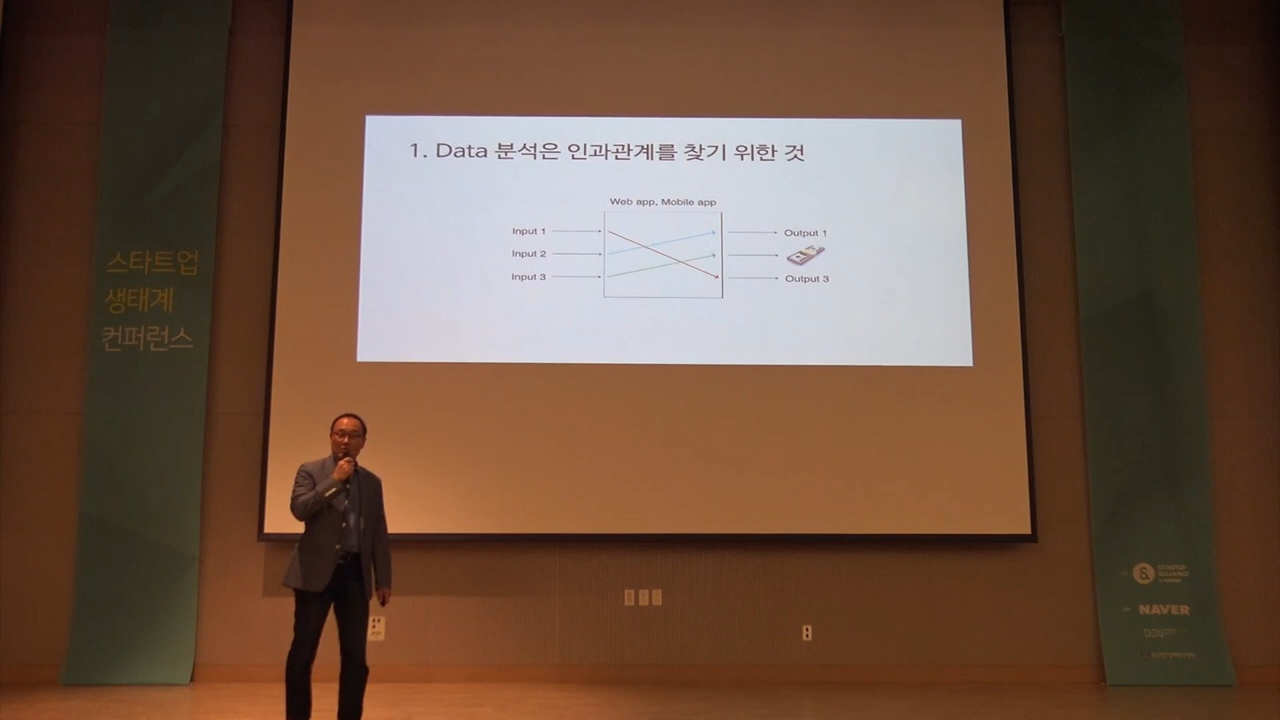 1. Data 분석은 인과관계를 찾기 위한 것
Web app, Mobile app
Input 1
Output 1
Input 2
Input 3
Output 3
스타트업
생태계
컨퍼런스
STARTUP
ALLIANCE
NAVER